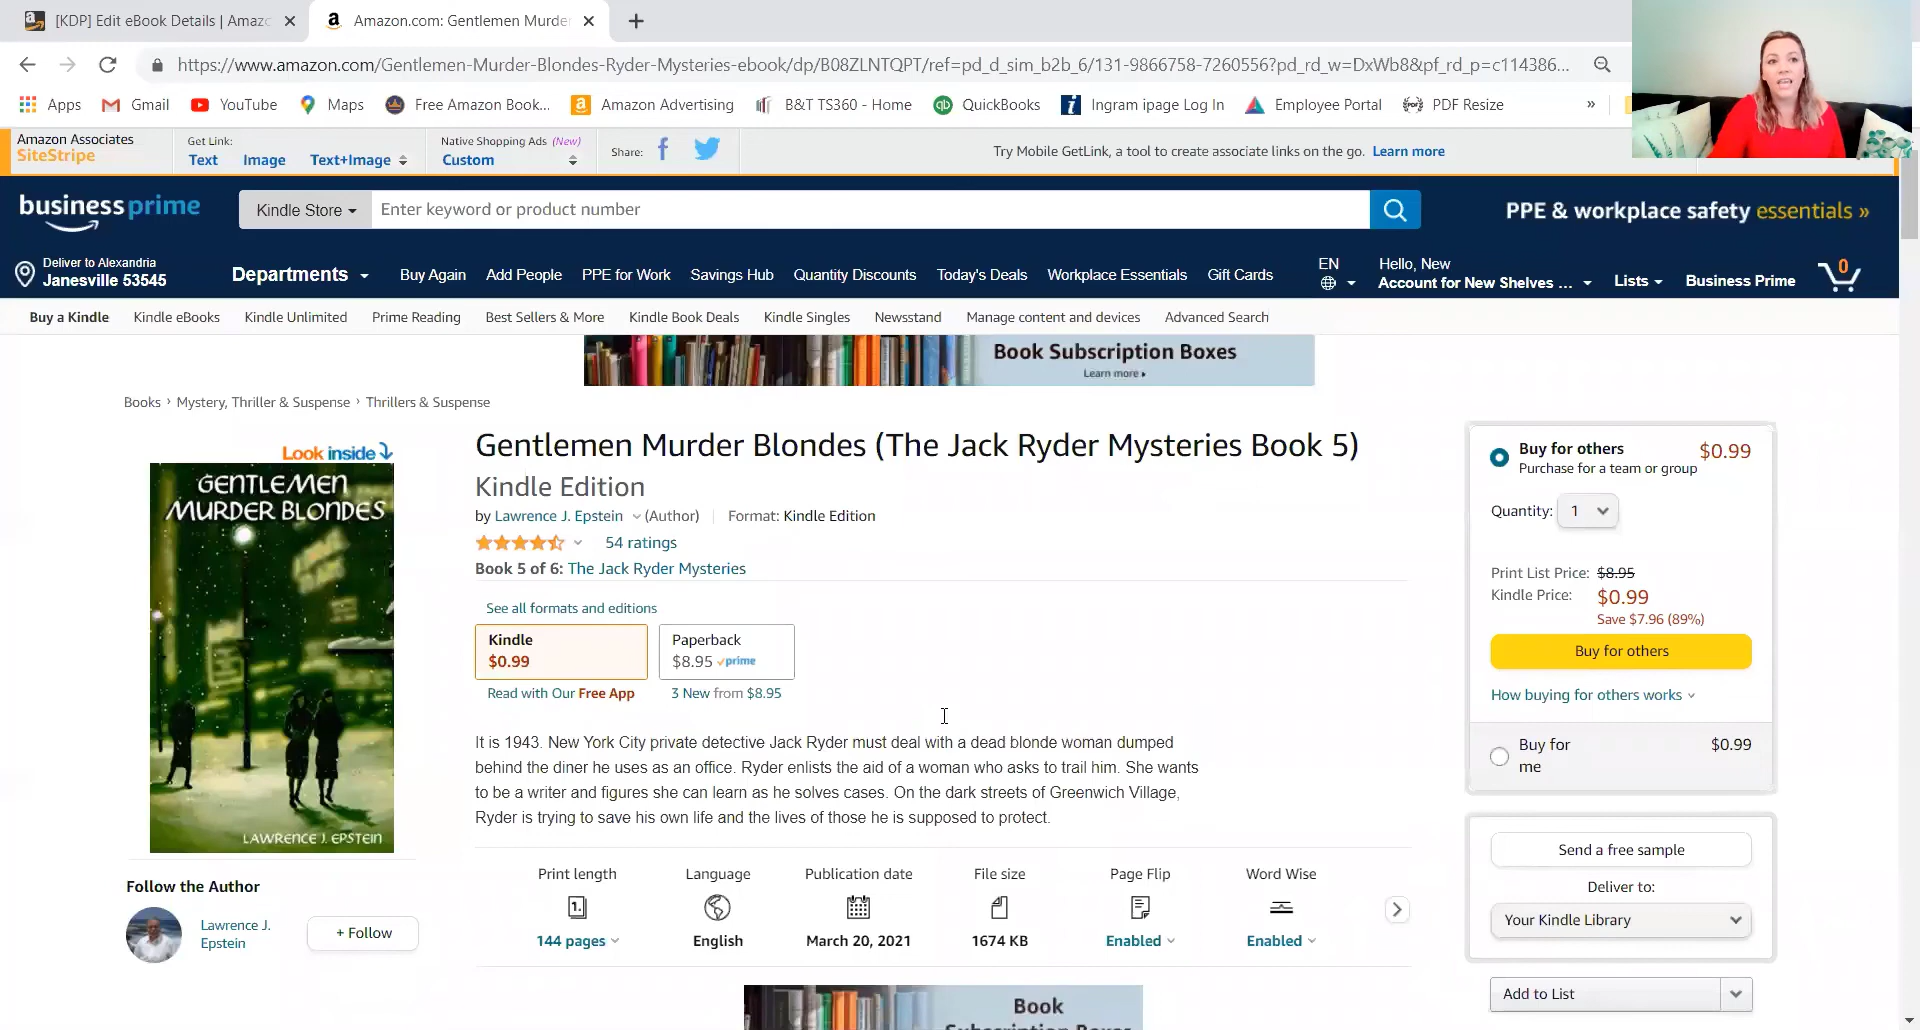 [KDP] Edit eBook Details | Amaz
Amazon.com: Gentlemen Murde
https://www.amazon.com/Gentlemen-Murder-Blondes-Ryder-Mysteries-ebook/dp/B08ZLNTQPT/ref=pd_d_sim_b2b_6/131-9866758-7260556?pd_rd_w=DxWb8&pf_rd_p=c114386...
Apps Gmail YouTube Maps Free Amazon Book... Amazon Advertising B&T TS360 - Home QuickBooks Ingram ipage Log In Employee Portal PDF Resize »
Amazon Associates
SiteStripe
Get Link:
Text Image Text+Image
Native Shopping Ads (New)
Custom
Share:
Try Mobile GetLink, a tool to create associate links on the go. Learn more
business prime
Kindle Store
Enter keyword or product number
PPE & workplace safety essentials »
Deliver to Alexandria
Janesville 53545
Departments
Buy Again Add People PPE for Work Savings Hub Quantity Discounts Today's Deals Workplace Essentials Gift Cards
EN
Hello, New
Account for New Shelves ...
Lists
Business Prime
0
Buy a Kindle Kindle eBooks Kindle Unlimited Prime Reading Best Sellers & More Kindle Book Deals Kindle Singles Newsstand Manage content and devices Advanced Search
Book Subscription Boxes
Learn more
Books › Mystery, Thriller & Suspense › Thrillers & Suspense
Look inside
GENTLEMEN
MURDER BLONDES
LAWRENCE J. EPSTEIN
Follow the Author
Lawrence J.
Epstein
+ Follow
Gentlemen Murder Blondes (The Jack Ryder Mysteries Book 5)
Kindle Edition
by Lawrence J. Epstein (Author) Format: Kindle Edition
54 ratings
Book 5 of 6: The Jack Ryder Mysteries
See all formats and editions
Kindle
$0.99
Read with Our Free App
Paperback
$8.95 prime
3 New from $8.95
It is 1943. New York City private detective Jack Ryder must deal with a dead blonde woman dumped
behind the diner he uses as an office. Ryder enlists the aid of a woman who asks to trail him. She wants
to be a writer and figures she can learn as he solves cases. On the dark streets of Greenwich Village,
Ryder is trying to save his own life and the lives of those he is supposed to protect.
Print length
1.
144 pages
Language
English
Publication date
March 20, 2021
File size
1674 KB
Page Flip
Enabled
Word Wise
Enabled
Book
Subscription Boxes
Buy for others $0.99
Purchase for a team or group
Quantity: 1
Print List Price: $8.95
Kindle Price: $0.99
Save $7.96 (89%)
Buy for others
How buying for others works
Buy for $0.99
me
Send a free sample
Deliver to:
Your Kindle Library
Add to List